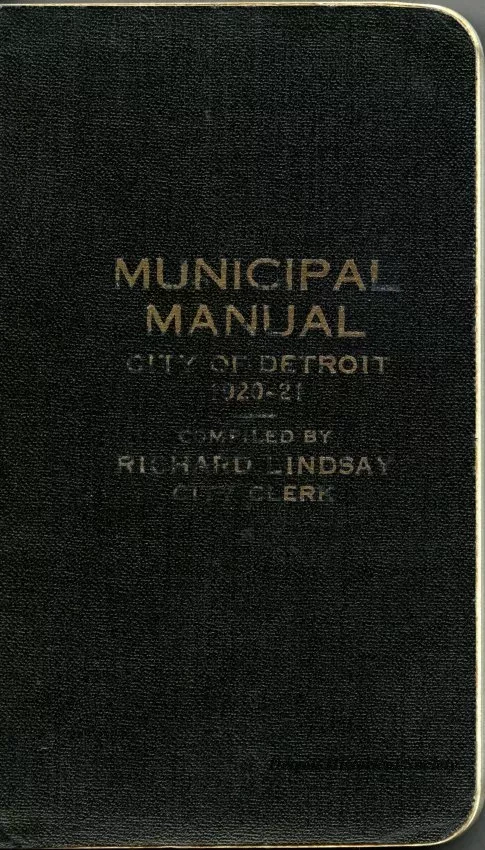 MUNICIPAL
MANUAL
CITY OF DETROIT
1920-21
COMPILED BY
RICHARD LINDSAY
CITY CLERK